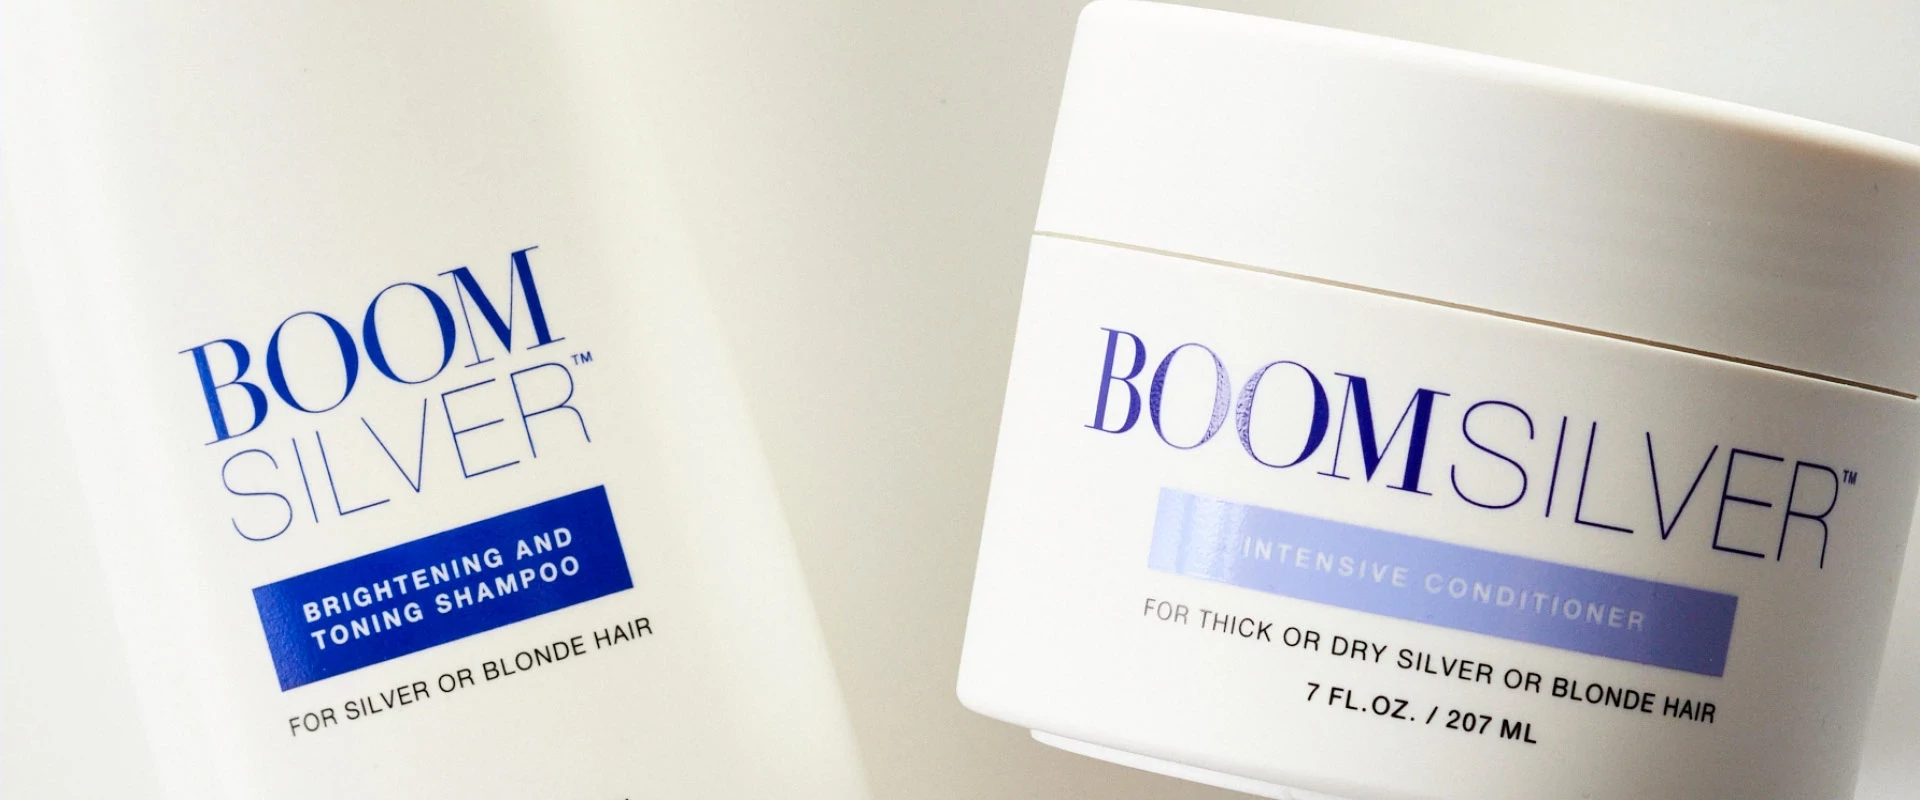 BOOM
SILVER™
BRIGHTENING AND
TONING SHAMPOO
FOR SILVER OR BLONDE HAIR
BOOMSILVER™
INTENSIVE CONDITIONER
FOR THICK OR DRY SILVER OR BLONDE HAIR
7 FL.OZ. / 207 ML